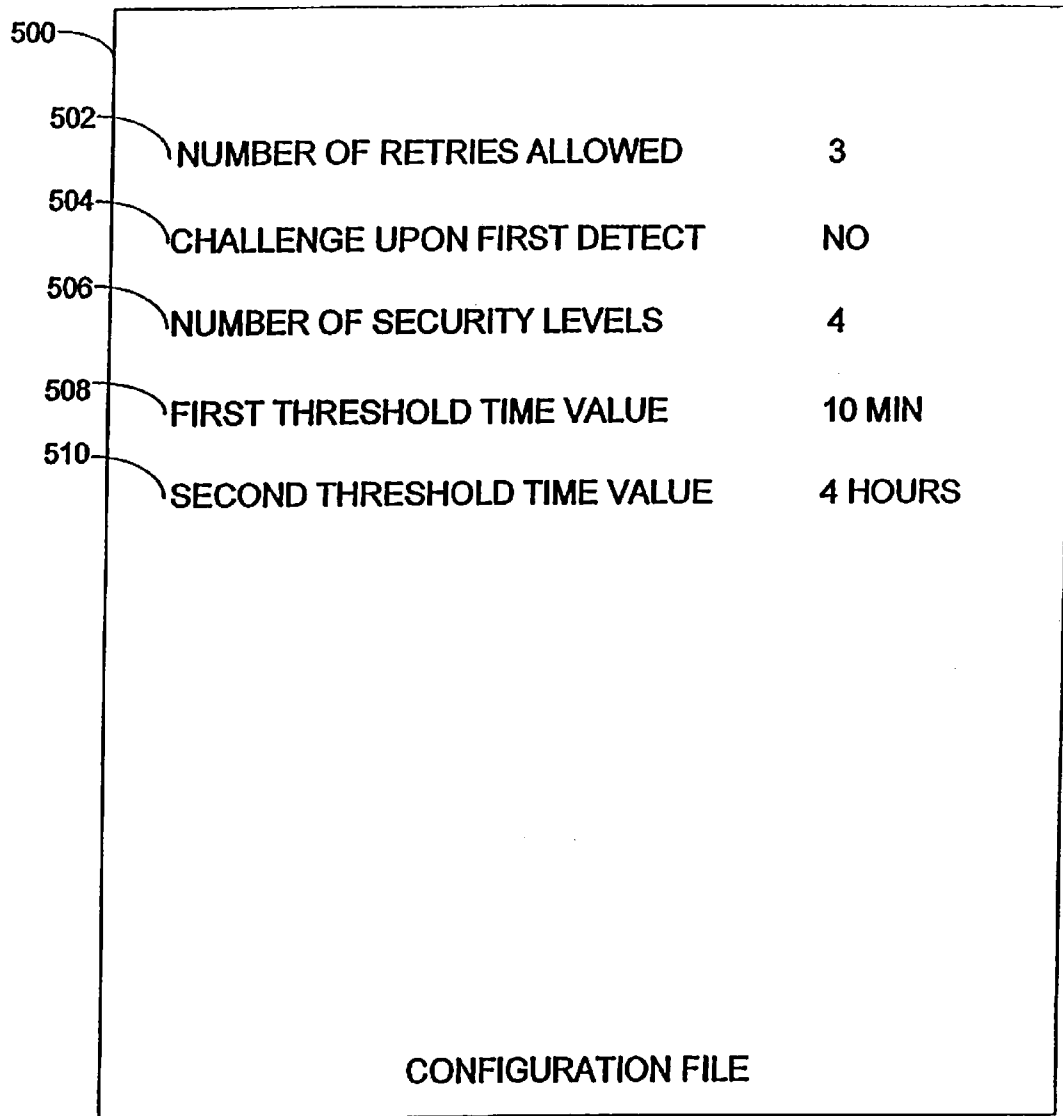 500
502
NUMBER OF RETRIES ALLOWED 3
504
CHALLENGE UPON FIRST DETECT NO
506
NUMBER OF SECURITY LEVELS 4
508
FIRST THRESHOLD TIME VALUE 10 MIN
510
SECOND THRESHOLD TIME VALUE 4 HOURS
CONFIGURATION FILE